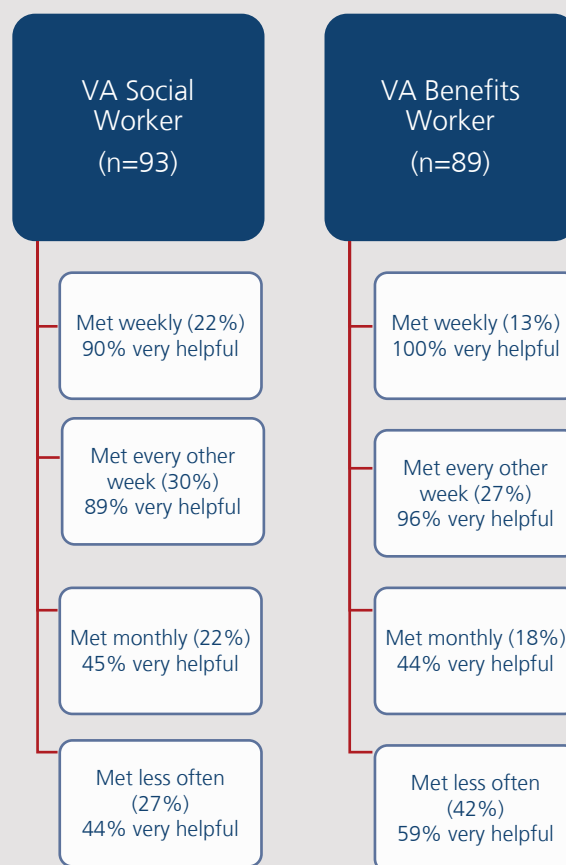 VA Social
Worker
(n=93)
Met weekly (22%)
90% very helpful
Met every other
week (30%)
89% very helpful
Met monthly (22%)
45% very helpful
Met less often
(27%)
44% very helpful
VA Benefits
Worker
(n=89)
Met weekly (13%)
100% very helpful
Met every other
week (27%)
96% very helpful
Met monthly (18%)
44% very helpful
Met less often
(42%)
59% very helpful